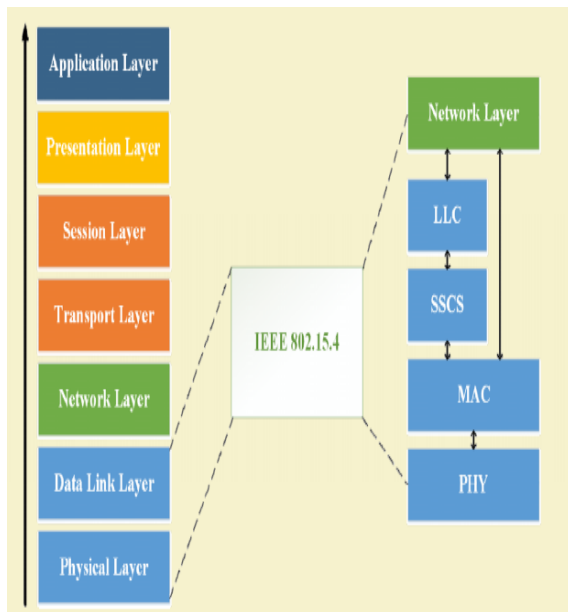 Application Layer
Presentation Layer
Session Layer
Transport Layer
Network Layer
Data Link Layer
Physical Layer
IEEE 802.15.4
Network Layer
LLC
SSCS
MAC
PHY